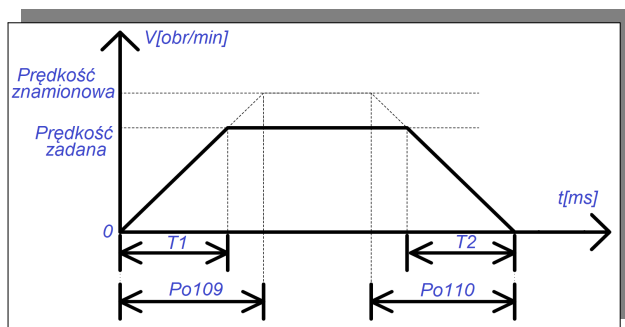 V[obr/min]
Prędkość
znamionowa
Prędkość
zadana
t[ms]
0
T1
T2
Po109
Po110